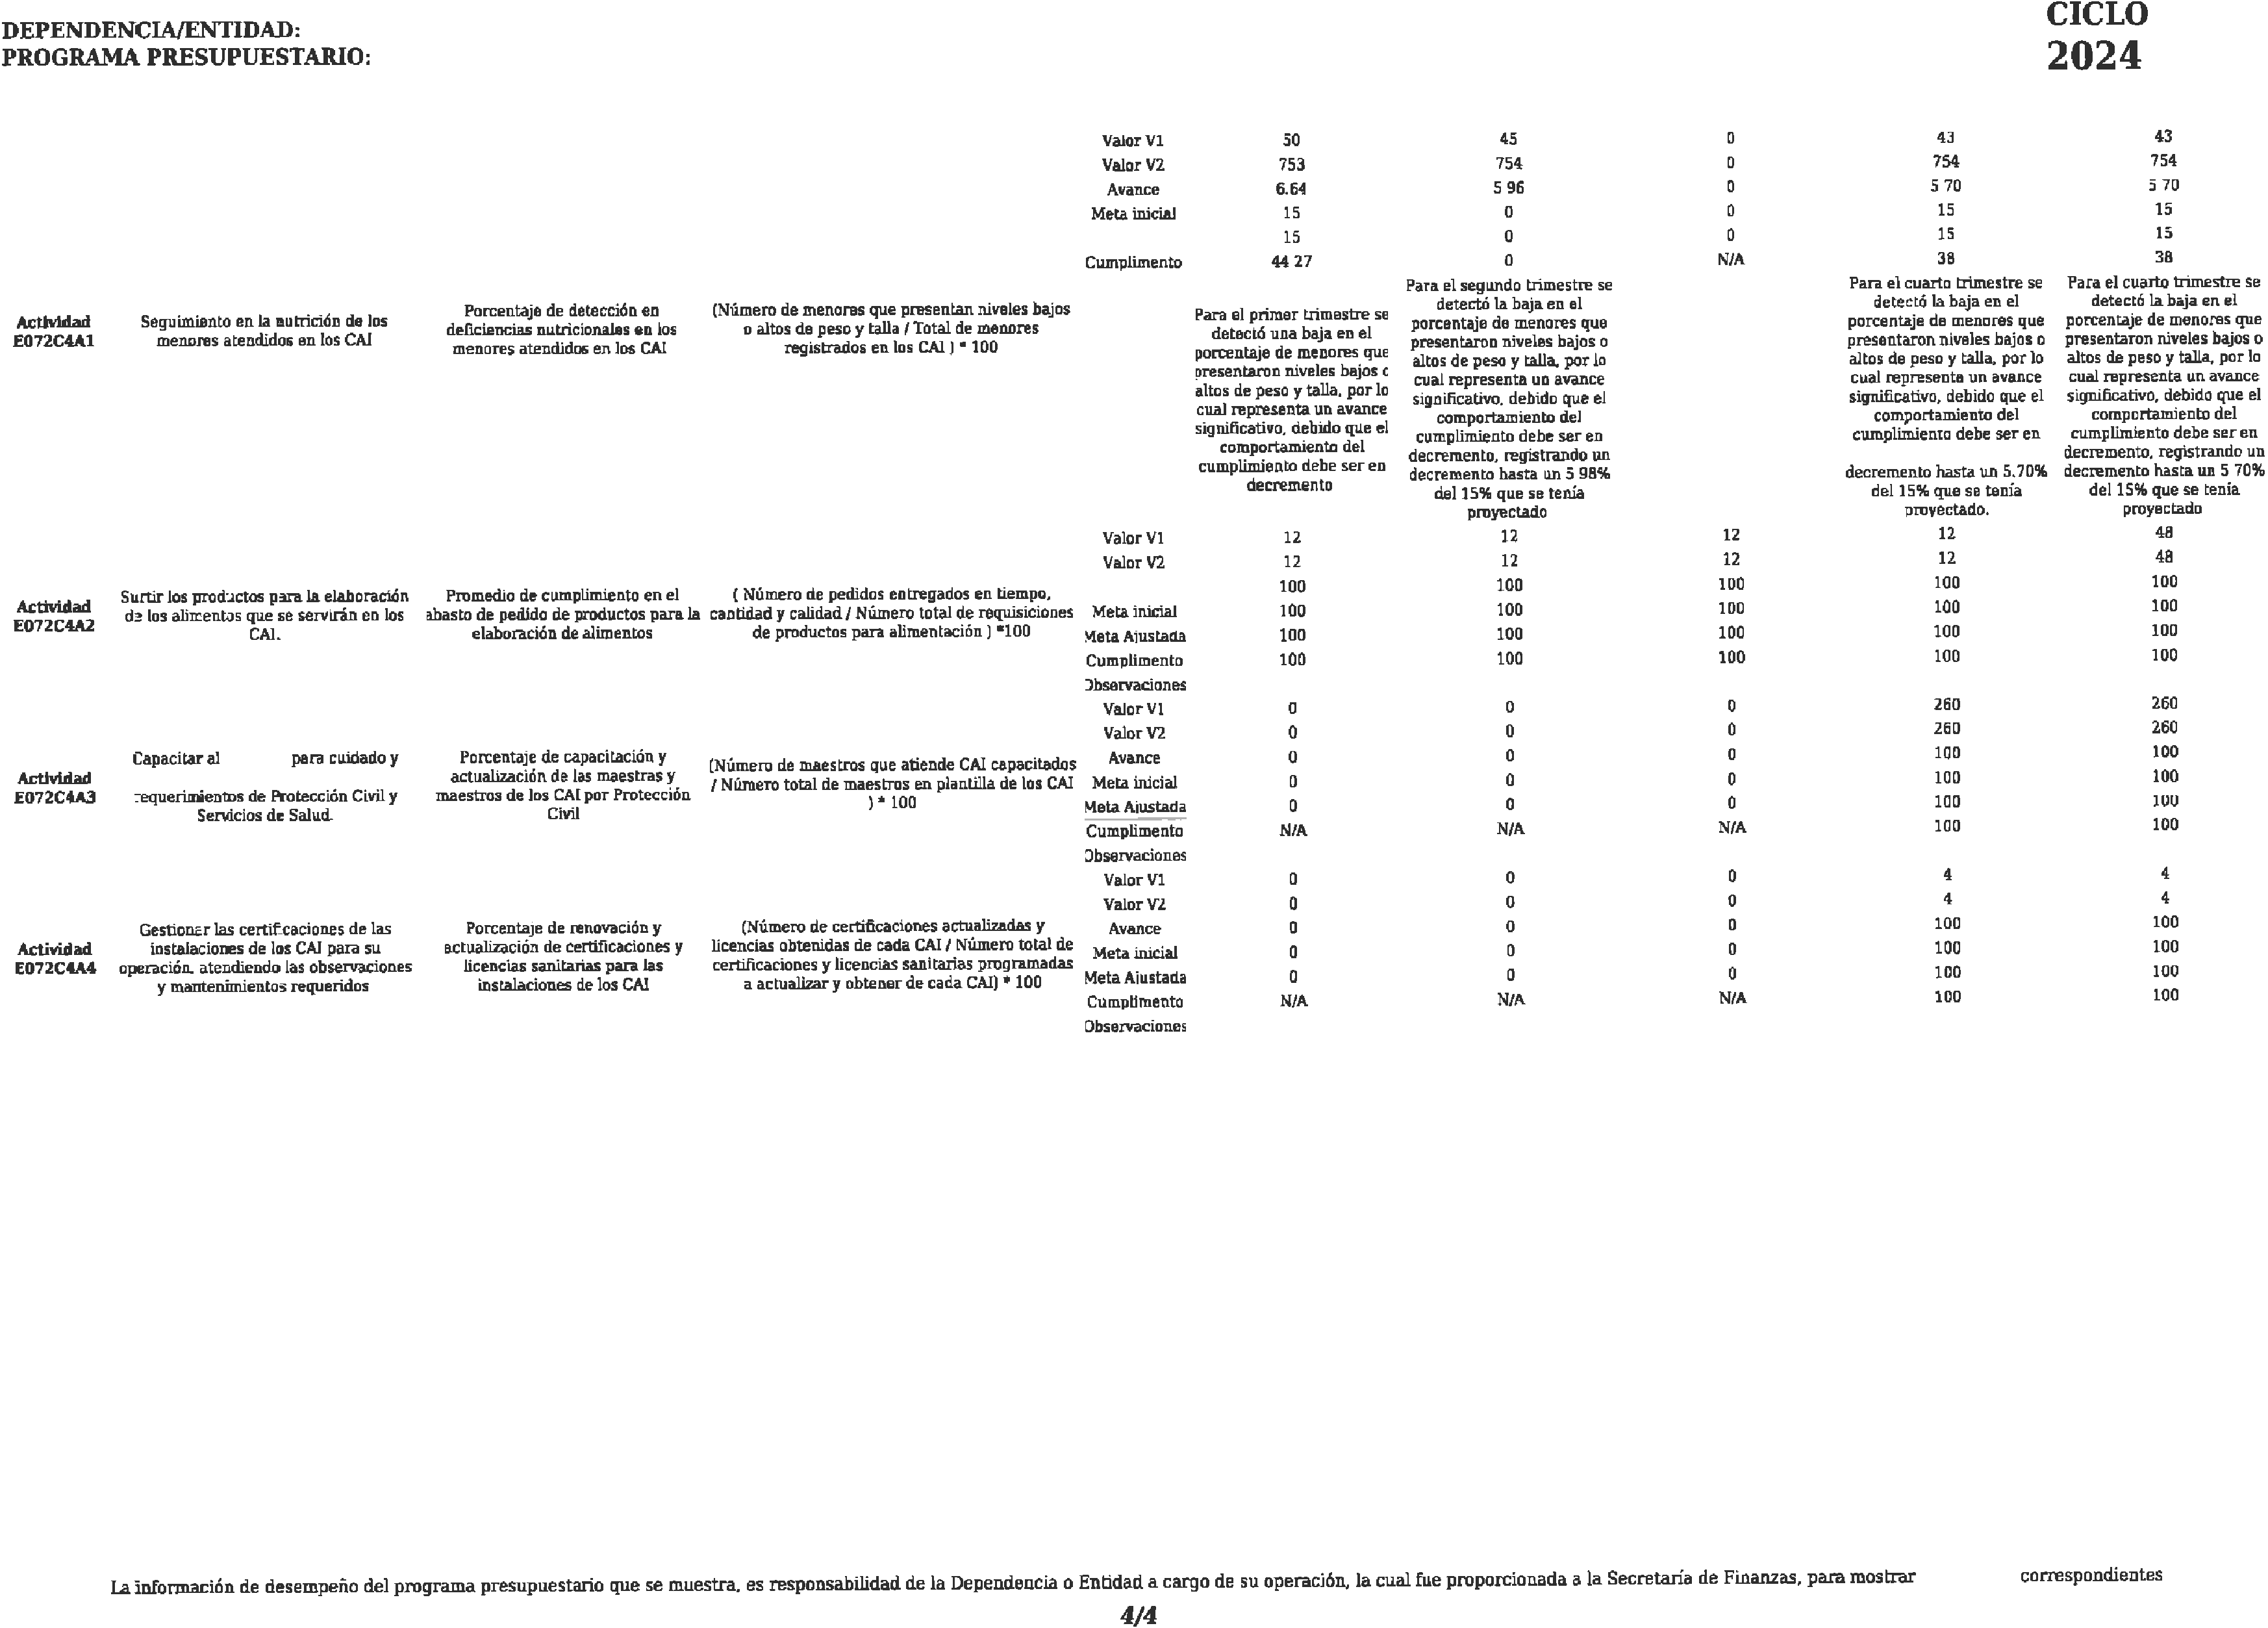 DEPENDENCIA/ENTIDAD:
PROGRAMA PRESUPUESTARIO:
CICLO
2024
Valor V1 50 45 0 43 43
Valor V2 753 754 0 754 754
Avance 6.64 5 96 0 5 70 5 70
Meta inicial 15 0 0 15 15
15 0 0 15 15
Cumplimento 44 27 0 N/A 38 38
Actividad
E072C4A1
Seguimiento en la nutrición de los
menores atendidos en los CAI
Porcentaje de detección en
deficiencias nutricionales en los
menores atendidos en los CAI
(Número de menores que presentan niveles bajos
o altos de peso y talla / Total de menores
registrados en los CAI ) * 100
Para el primer trimestre se
detectó una baja en el
porcentaje de menores que
presentaron niveles bajos o
altos de peso y talla, por lo
cual representa un avance
significativo, debido que el
comportamiento del
cumplimiento debe ser en
decremento
Para el segundo trimestre se
detectó la baja en el
porcentaje de menores que
presentaron niveles bajos o
altos de peso y talla, por lo
cual representa un avance
significativo, debido que el
comportamiento del
cumplimiento debe ser en
decremento, registrando un
decremento hasta un 5 98%
del 15% que se tenía
proyectado
Para el cuarto trimestre se
detectó la baja en el
porcentaje de menores que
presentaron niveles bajos o
altos de peso y talla, por lo
cual representa un avance
significativo, debido que el
comportamiento del
cumplimiento debe ser en
decremento hasta un 5.70%
del 15% que se tenía
proyectado.
Para el cuarto trimestre se
detectó la baja en el
porcentaje de menores que
presentaron niveles bajos o
altos de peso y talla, por lo
cual representa un avance
significativo, debido que el
comportamiento del
cumplimiento debe ser en
decremento, registrando un
decremento hasta un 5 70%
del 15% que se tenía
proyectado
Valor V1 12 12 12 12 48
Valor V2 12 12 12 12 48
100 100 100 100 100
Meta inicial 100 100 100 100 100
Meta Ajustada 100 100 100 100 100
Cumplimento 100 100 100 100 100
Observaciones
Actividad
E072C4A2
Surtir los productos para la elaboración
de los alimentos que se servirán en los
CAI.
Promedio de cumplimiento en el
abasto de pedido de productos para la
elaboración de alimentos
( Número de pedidos entregados en tiempo,
cantidad y calidad / Número total de requisiciones
de productos para alimentación ) *100
Valor V1 0 0 0 260 260
Valor V2 0 0 0 260 260
Avance 0 0 0 100 100
Meta inicial 0 0 0 100 100
Meta Ajustada 0 0 0 100 100
Cumplimento N/A N/A N/A 100 100
Observaciones
Actividad
E072C4A3
Capacitar al para cuidado y
requerimientos de Protección Civil y
Servicios de Salud.
Porcentaje de capacitación y
actualización de las maestras y
maestros de los CAI por Protección
Civil
(Número de maestros que atiende CAI capacitados
/ Número total de maestros en plantilla de los CAI
) * 100
Valor V1 0 0 0 4 4
Valor V2 0 0 0 4 4
Avance 0 0 0 100 100
Meta inicial 0 0 0 100 100
Meta Ajustada 0 0 0 100 100
Cumplimento N/A N/A N/A 100 100
Observaciones
Actividad
E072C4A4
Gestionar las certificaciones de las
instalaciones de los CAI para su
operación, atendiendo las observaciones
y mantenimientos requeridos
Porcentaje de renovación y
actualización de certificaciones y
licencias sanitarias para las
instalaciones de los CAI
(Número de certificaciones actualizadas y
licencias obtenidas de cada CAI / Número total de
certificaciones y licencias sanitarias programadas
a actualizar y obtener de cada CAI) * 100
La información de desempeño del programa presupuestario que se muestra, es responsabilidad de la Dependencia o Entidad a cargo de su operación, la cual fue proporcionada a la Secretaría de Finanzas, para mostrar correspondientes
4/4